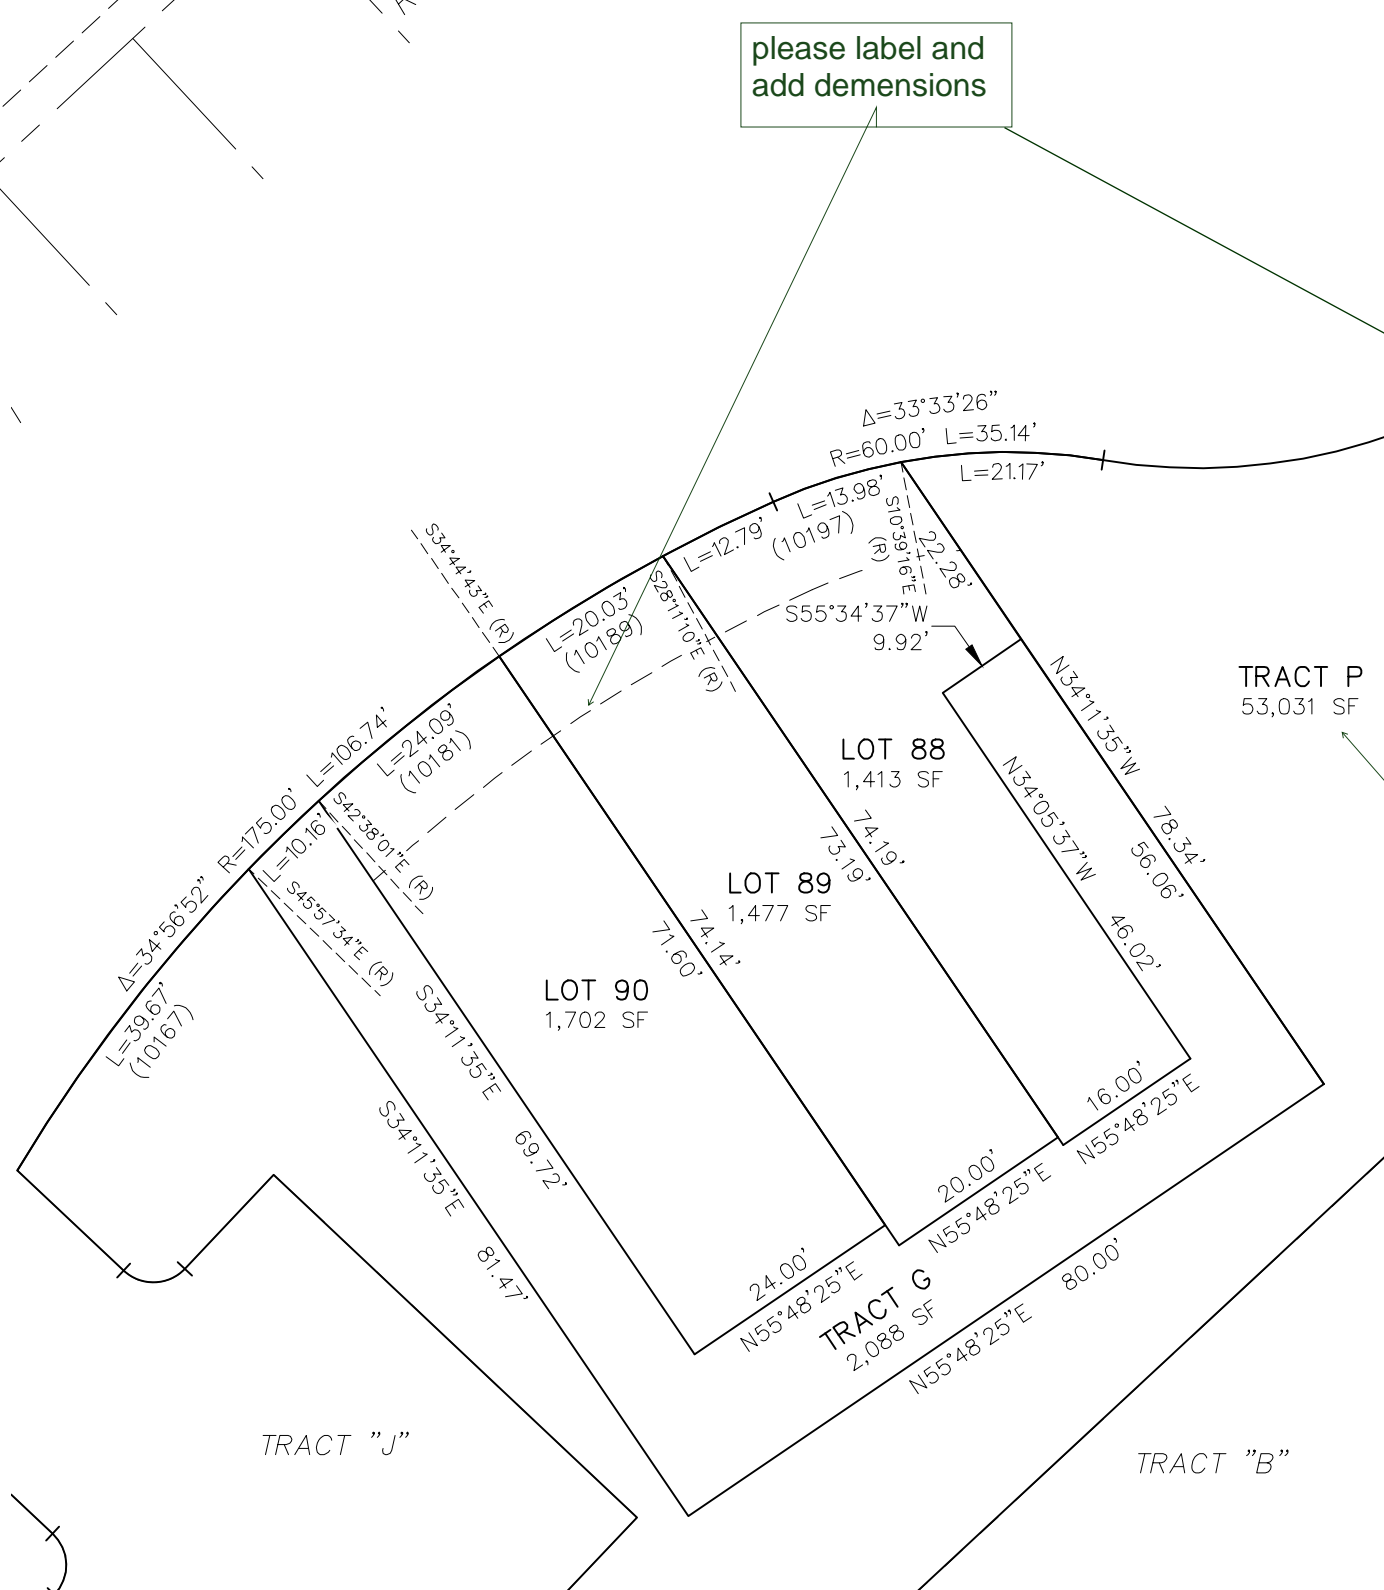 please label and
add demensions
Δ=33°33'26"
R=60.00' L=35.14'
L=21.17'
L=13.98'
(10197)
L=12.79'
S10°39'16"E
(R)
22.28'
S34°44'43"E (R)
L=20.03'
(10189)
S28°11'10"E (R)
S55°34'37"W
9.92'
TRACT P
53,031 SF
N34°11'35"W
78.34'
56.06'
LOT 88
1,413 SF
N34°05'37"W
46.02'
L=106.74'
R=175.00'
Δ=34°56'52"
L=24.09'
(10181)
L=10.16'
S42°38'01"E (R)
S45°57'34"E (R)
L=39.67'
(10167)
74.19'
73.19'
LOT 89
1,477 SF
74.14'
71.60'
LOT 90
1,702 SF
S34°11'35"E
69.72'
S34°11'35"E
81.47'
16.00'
N55°48'25"E
20.00'
N55°48'25"E
24.00'
N55°48'25"E
TRACT G
2,088 SF
80.00'
N55°48'25"E
TRACT "J"
TRACT "B"